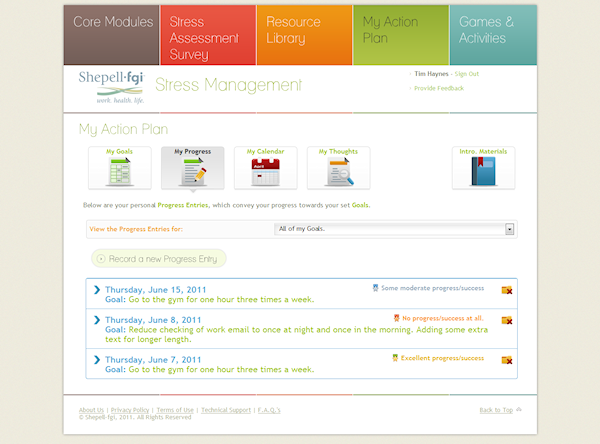 Core Modules
Stress
Assessment
Survey
Resource
Library
My Action
Plan
Games &
Activities
Shepell·fgi
work. health. life.
Stress Management
Tim Haynes - Sign Out
Provide Feedback
My Action Plan
My Goals
My Progress
My Calendar
My Thoughts
Intro. Materials
Below are your personal Progress Entries, which convey your progress towards your set Goals.
View the Progress Entries for:
All of my Goals.
Record a new Progress Entry
Thursday, June 15, 2011
Some moderate progress/success
Goal: Go to the gym for one hour three times a week.
Thursday, June 8, 2011
No progress/success at all.
Goal: Reduce checking of work email to once at night and once in the morning. Adding some extra
text for longer length.
Thursday, June 7, 2011
Excellent progress/success
Goal: Go to the gym for one hour three times a week.
About Us | Privacy Policy | Terms of Use | Technical Support | F.A.Q.'s
Back to Top
© Shepell·fgi, 2011. All Rights Reserved